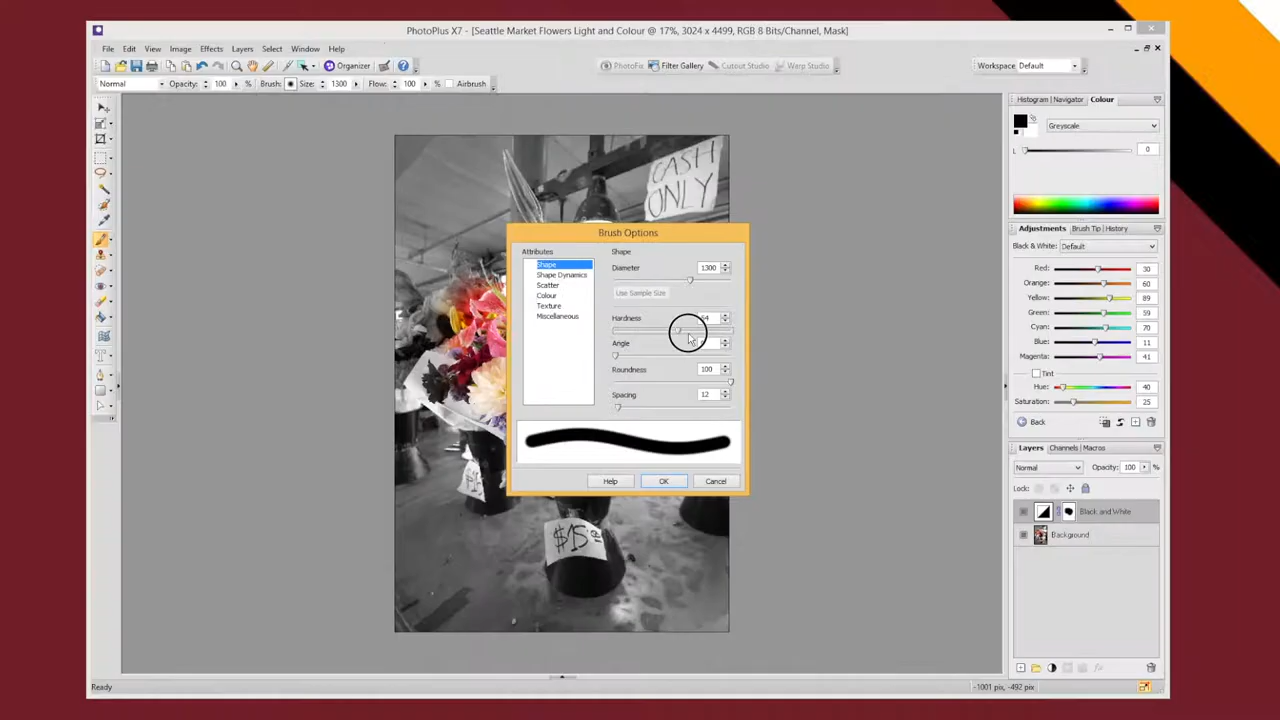 PhotoPlus X7 - [Seattle Market Flowers Light and Colour @ 17%, 3024 x 4499, RGB 8 Bits/Channel, Mask]
File Edit View Image Effects Layers Select Window Help
Organizer PhotoFix Filter Gallery Cutout Studio Warp Studio Workspace Default
Normal Opacity: 100 % Brush: Size: 1300 Flow: 100 % Airbrush
Histogram Navigator Colour
Greyscale
L 0
CASH
ONLY
$15
Brush Options
Attributes
Shape
Shape Dynamics
Scatter
Colour
Texture
Miscellaneous
Shape
Diameter 1300
Use Sample Size
Hardness 54
Angle
Roundness 100
Spacing 12
Help OK Cancel
Adjustments Brush Tip History
Black & White: Default
Red: 30
Orange: 60
Yellow: 89
Green: 59
Cyan: 70
Blue: 11
Magenta: 41
Tint
Hue: 40
Saturation: 25
Back
Layers Channels Macros
Normal Opacity: 100 %
Lock:
Black and White
Background
Ready
-1001 pix, -492 pix